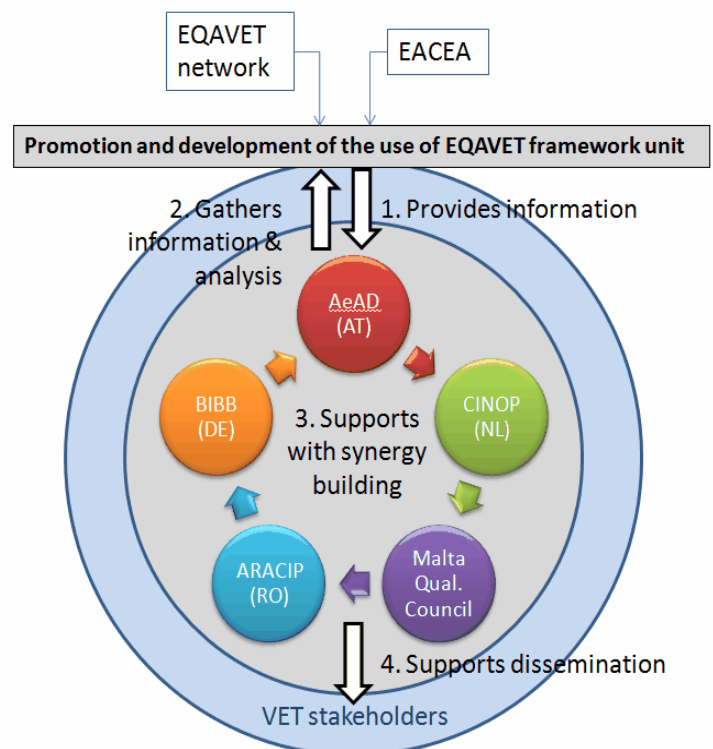 EQAVET
network
EACEA
Promotion and development of the use of EQAVET framework unit
2. Gathers
information &
analysis
1. Provides information
AeAD
(AT)
BIBB
(DE)
CINOP
(NL)
3. Supports
with synergy
building
ARACIP
(RO)
Malta
Qual.
Council
4. Supports dissemination
VET stakeholders